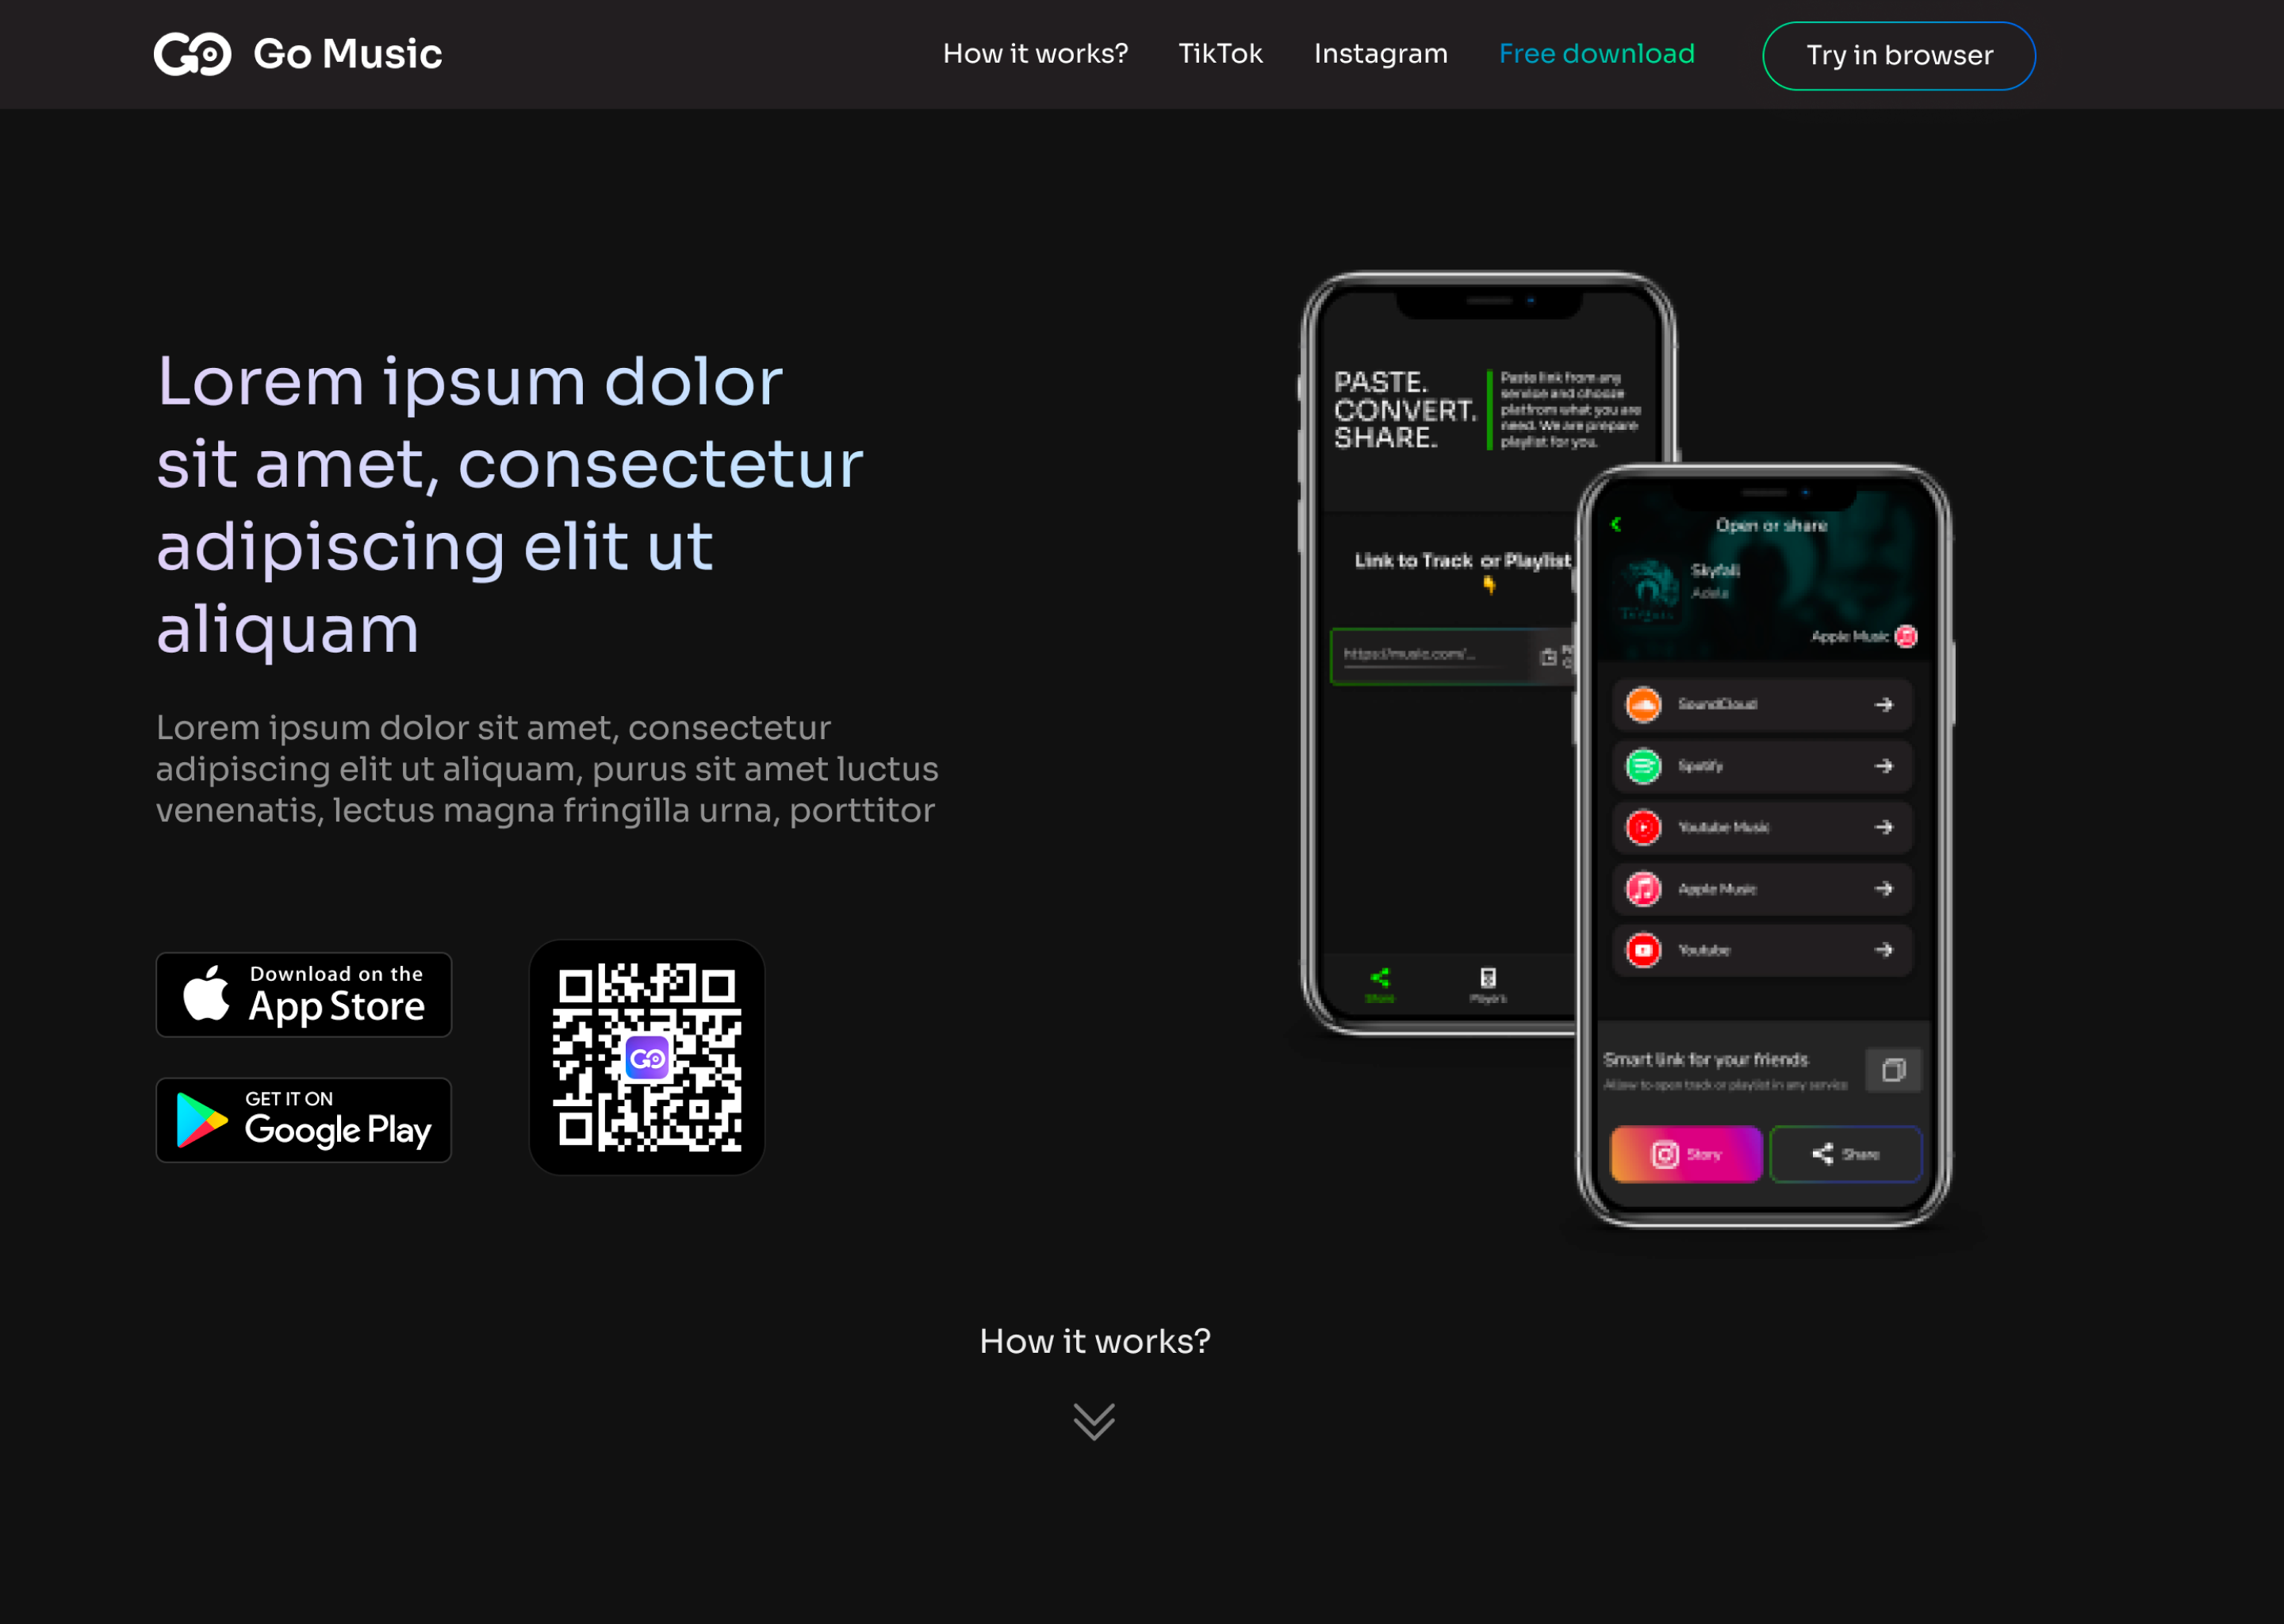 GO Go Music
How it works? TikTok Instagram Free download Try in browser
Lorem ipsum dolor
sit amet, consectetur
adipiscing elit ut
aliquam
Lorem ipsum dolor sit amet, consectetur
adipiscing elit ut aliquam, purus sit amet luctus
venenatis, lectus magna fringilla urna, porttitor
Download on the
App Store
GET IT ON
Google Play
GO
PASTE.
CONVERT.
SHARE.
Paste link from any
service and choose
platfrom what you are
need. We are prepare
playlist for you.
Link to Track or Playlist
https://music.com/...
Share Players
Open or share
Skyfall
Adele
Apple Music
SoundCloud
Spotify
Youtube Music
Apple Music
Youtube
Smart link for your friends
Allow to open track or playlist in any service
Story Share
How it works?